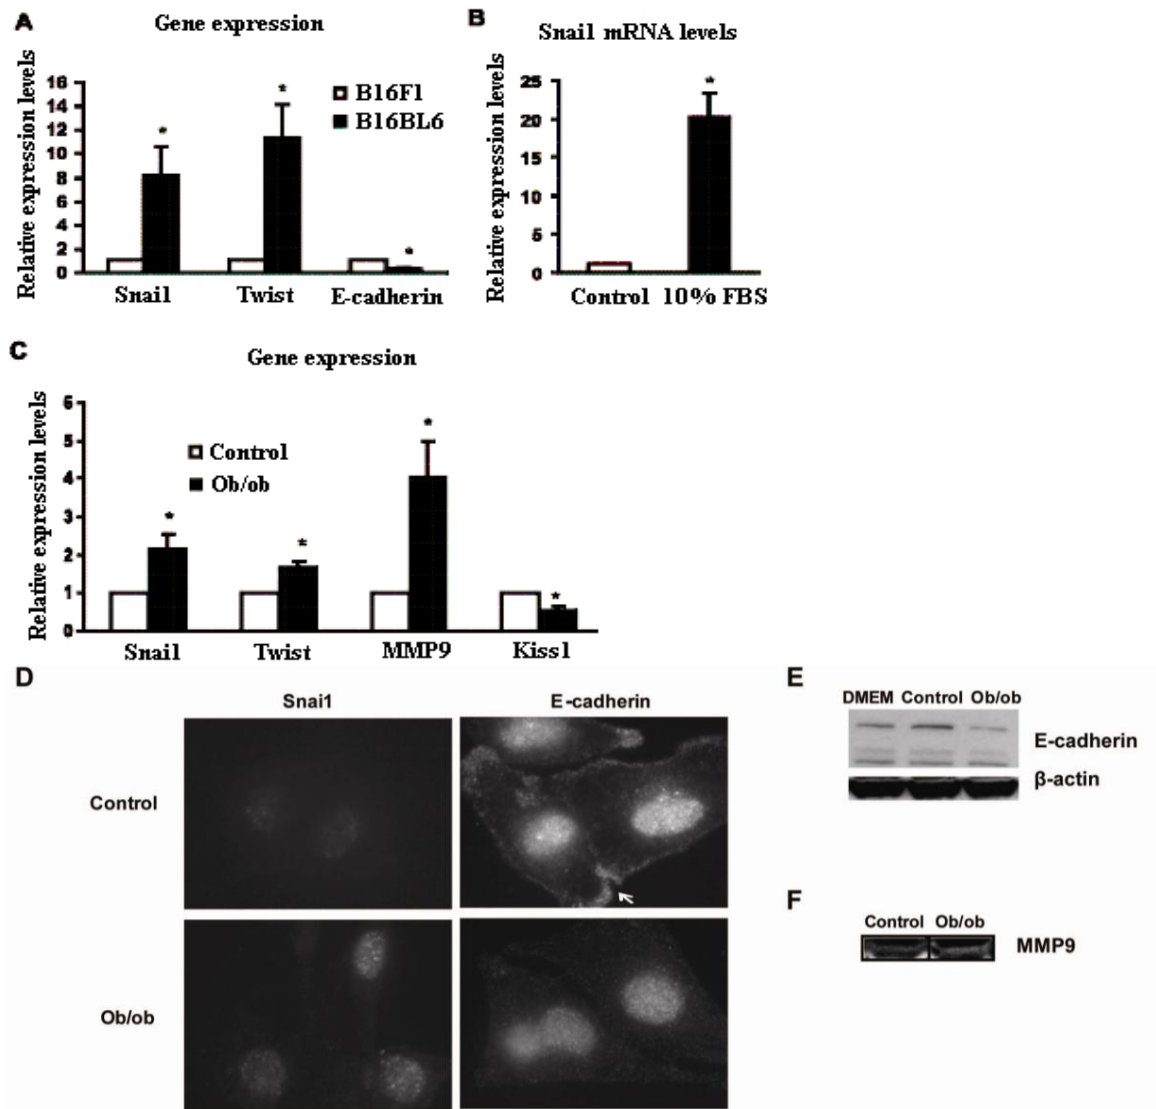 A
Gene expression
Relative expression levels
16
14
12
10
8
6
4
2
0
*
*
*
B16F1
B16BL6
Snail
Twist
E-cadherin
B
Snail mRNA levels
Relative expression levels
25
20
15
10
5
0
*
Control
10% FBS
C
Gene expression
Relative expression levels
6
5
4
3
2
1
0
Control
Ob/ob
*
*
*
*
Snail
Twist
MMP9
Kiss1
D
Snai1
E-cadherin
Control
Ob/ob
E
DMEM Control Ob/ob
E-cadherin
β-actin
F
Control Ob/ob
MMP9